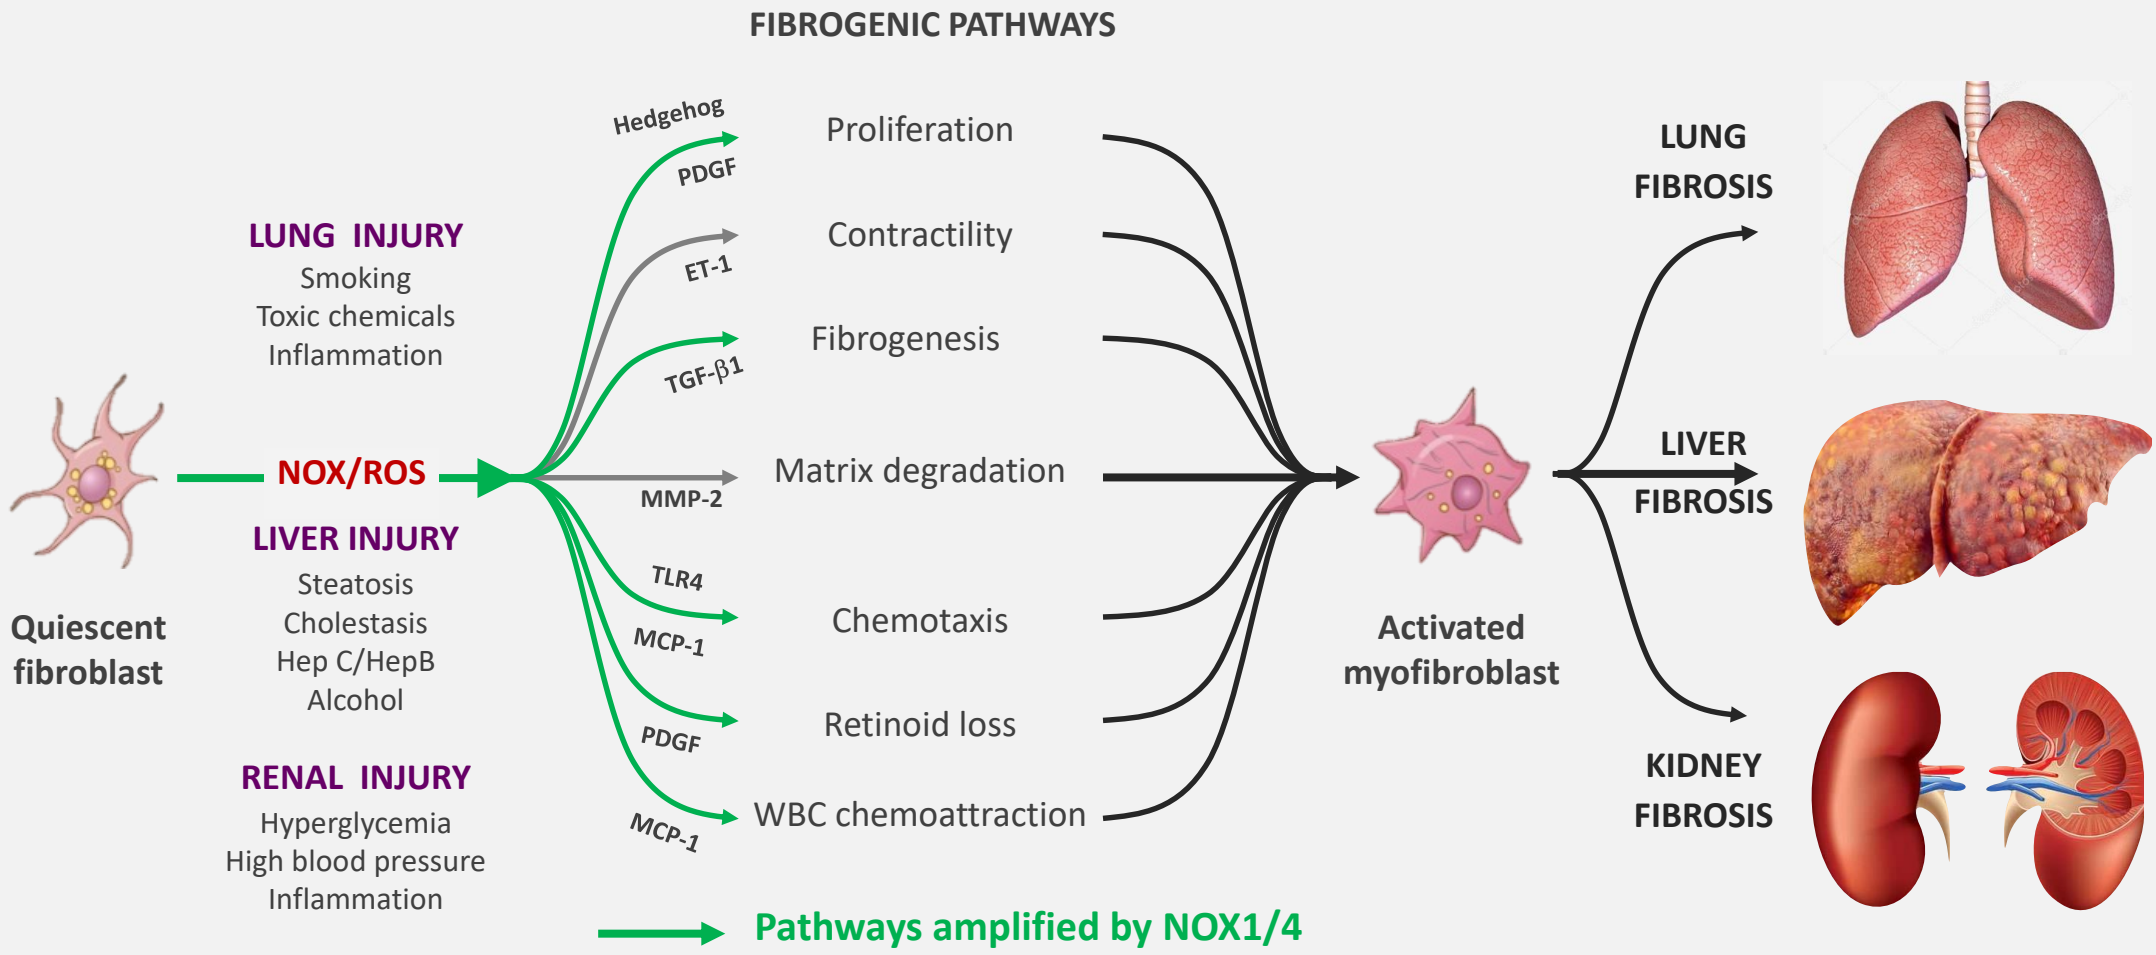 FIBROGENIC PATHWAYS
LUNG INJURY
Smoking
Toxic chemicals
Inflammation
NOX/ROS
LIVER INJURY
Steatosis
Cholestasis
Hep C/HepB
Alcohol
RENAL INJURY
Hyperglycemia
High blood pressure
Inflammation
Quiescent
fibroblast
Hedgehog
PDGF
ET-1
TGF-β1
MMP-2
TLR4
MCP-1
PDGF
MCP-1
Proliferation
Contractility
Fibrogenesis
Matrix degradation
Chemotaxis
Retinoid loss
WBC chemoattraction
Activated
myofibroblast
LUNG
FIBROSIS
LIVER
FIBROSIS
KIDNEY
FIBROSIS
Pathways amplified by NOX1/4